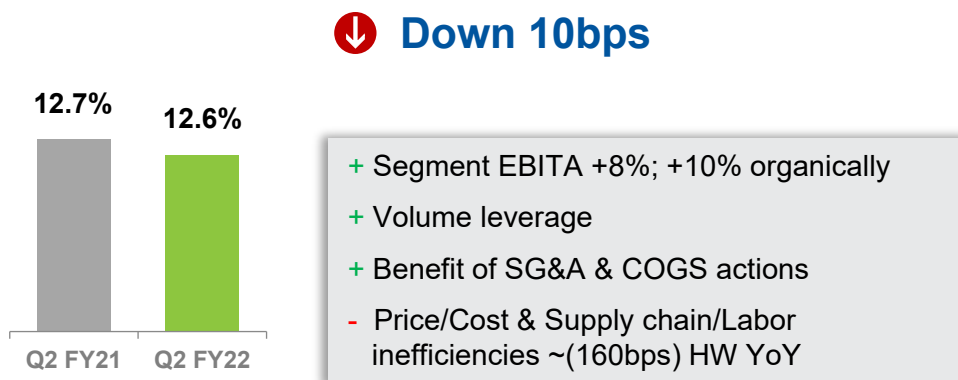 Down 10bps
12.7%
12.6%
Q2 FY21
Q2 FY22
+ Segment EBITA +8%; +10% organically
+ Volume leverage
+ Benefit of SG&A & COGS actions
- Price/Cost & Supply chain/Labor
inefficiencies ~(160bps) HW YoY